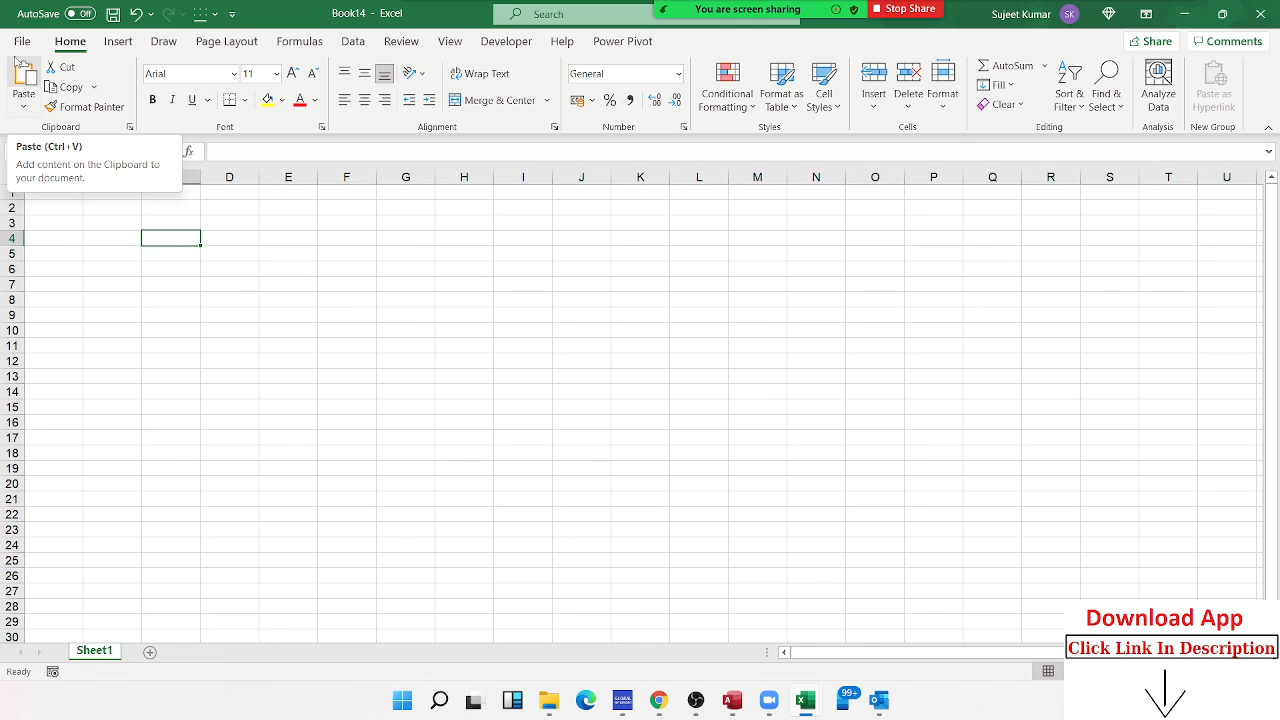 AutoSave Off
Book14 - Excel
Search
You are screen sharing
Stop Share
Sujeet Kumar
SK
File
Home
Insert
Draw
Page Layout
Formulas
Data
Review
View
Developer
Help
Power Pivot
Share
Comments
Paste
Cut
Copy
Format Painter
Clipboard
Arial
11
B I U
Font
Wrap Text
Merge & Center
Alignment
General
Number
Conditional Formatting
Format as Table
Cell Styles
Styles
Insert
Delete
Format
Cells
AutoSum
Fill
Clear
Sort & Filter
Find & Select
Editing
Analyze Data
Analysis
Paste as Hyperlink
New Group
Paste (Ctrl+V)
Add content on the Clipboard to
your document.
fx
D E F G H I J K L M N O P Q R S T U
1
2
3
4
5
6
7
8
9
10
11
12
13
14
15
16
17
18
19
20
21
22
23
24
25
26
27
28
29
30
Sheet1
Ready
GLOBAL
99+
Download App
Click Link In Description